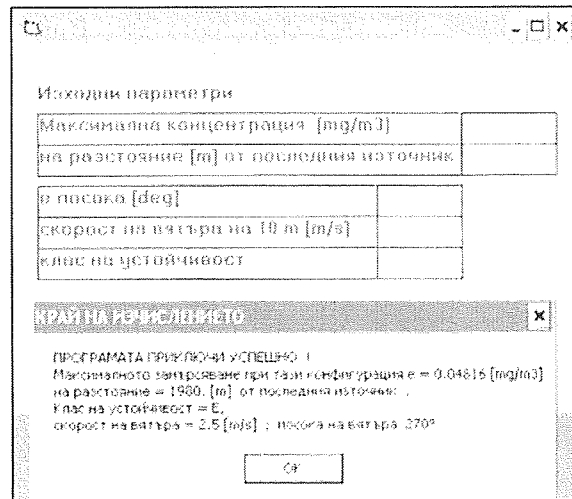 Изходни параметри
Максимална концентрация [mg/m3]
на разстояние [m] от последния източник
в посока [deg]
скорост на вятъра на 10 m [m/s]
клас на устойчивост
КРАЙ НА ИЗЧИСЛЕНИЕТО
ПРОГРАМАТА ПРИКЛЮЧИ УСПЕШНО !
Максималното замърсяване при тази конфигурация е = 0.04816 [mg/m3]
на разстояние = 1980. [m] от последния източник .
Клас на устойчивост = E,
скорост на вятъра = 2.5 [m/s] ; посока на вятъра 270º
OK